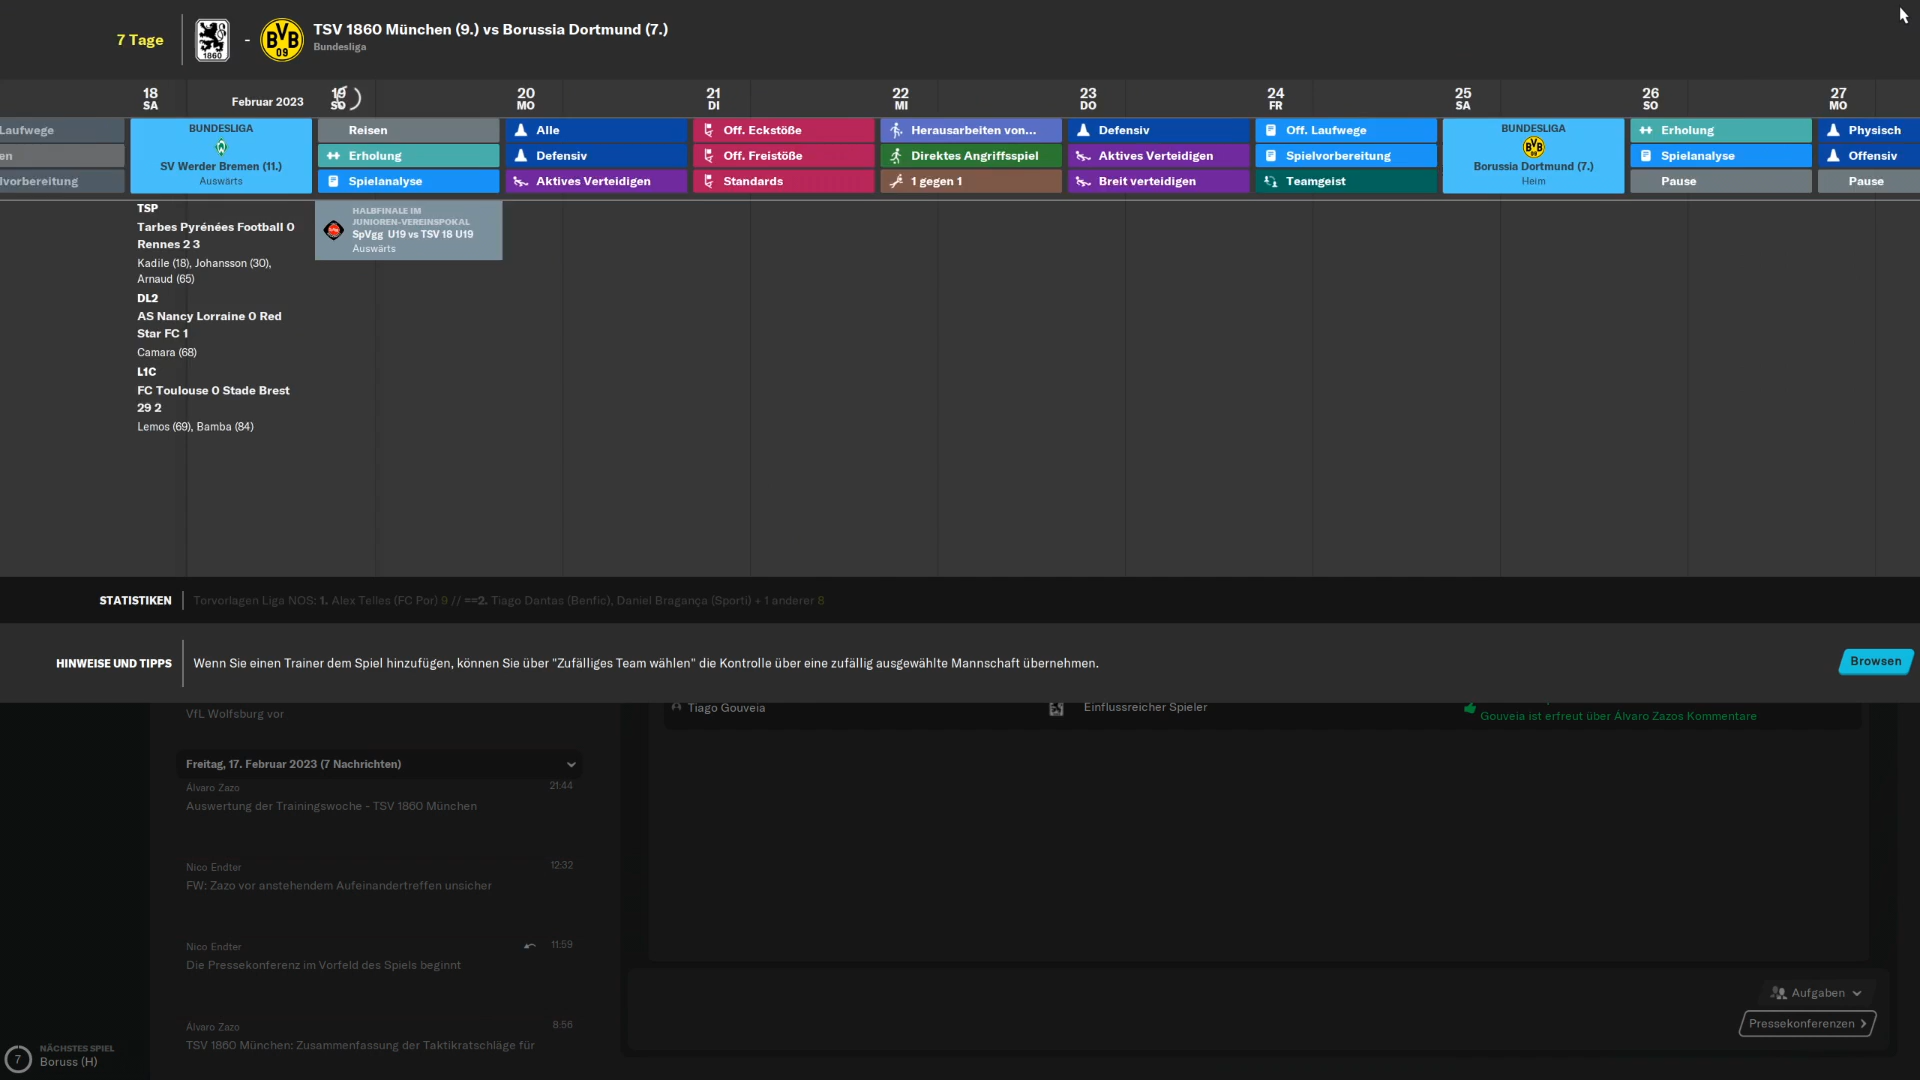 7 Tage
1860
-
BVB
09
TSV 1860 München (9.) vs Borussia Dortmund (7.)
Bundesliga
18
SA
Februar 2023
19
SO
20
MO
21
DI
22
MI
23
DO
24
FR
25
SA
26
SO
27
MO
Laufwege
en
lvorbereitung
BUNDESLIGA
SV Werder Bremen (11.)
Auswärts
Reisen
Erholung
Spielanalyse
Alle
Defensiv
Aktives Verteidigen
Off. Eckstöße
Off. Freistöße
Standards
Herausarbeiten von...
Direktes Angriffsspiel
1 gegen 1
Defensiv
Aktives Verteidigen
Breit verteidigen
Off. Laufwege
Spielvorbereitung
Teamgeist
BUNDESLIGA
Borussia Dortmund (7.)
Heim
Erholung
Spielanalyse
Pause
Physisch
Offensiv
Pause
TSP
Tarbes Pyrénées Football 0
Rennes 2 3
Kadile (18), Johansson (30),
Arnaud (65)
DL2
AS Nancy Lorraine 0 Red
Star FC 1
Camara (68)
L1C
FC Toulouse 0 Stade Brest
29 2
Lemos (69), Bamba (84)
HALBFINALE IM
JUNIOREN-VEREINSPOKAL
SpVgg U19 vs TSV 18 U19
Auswärts
STATISTIKEN
Torvorlagen Liga NOS: 1. Alex Telles (FC Por) 9 // ==2. Tiago Dantas (Benfic), Daniel Bragança (Sporti) + 1 anderer 8
HINWEISE UND TIPPS
Wenn Sie einen Trainer dem Spiel hinzufügen, können Sie über "Zufälliges Team wählen" die Kontrolle über eine zufällig ausgewählte Mannschaft übernehmen.
Browsen
VfL Wolfsburg vor
Tiago Gouveia
Einflussreicher Spieler
Gouveia ist erfreut über Álvaro Zazos Kommentare
Freitag, 17. Februar 2023 (7 Nachrichten)
Álvaro Zazo
21:44
Auswertung der Trainingswoche - TSV 1860 München
Nico Endter
12:32
FW: Zazo vor anstehendem Aufeinandertreffen unsicher
Nico Endter
11:59
Die Pressekonferenz im Vorfeld des Spiels beginnt
Álvaro Zazo
8:56
TSV 1860 München: Zusammenfassung der Taktikratschläge für
Aufgaben
Pressekonferenzen
7
NÄCHSTES SPIEL
Boruss (H)